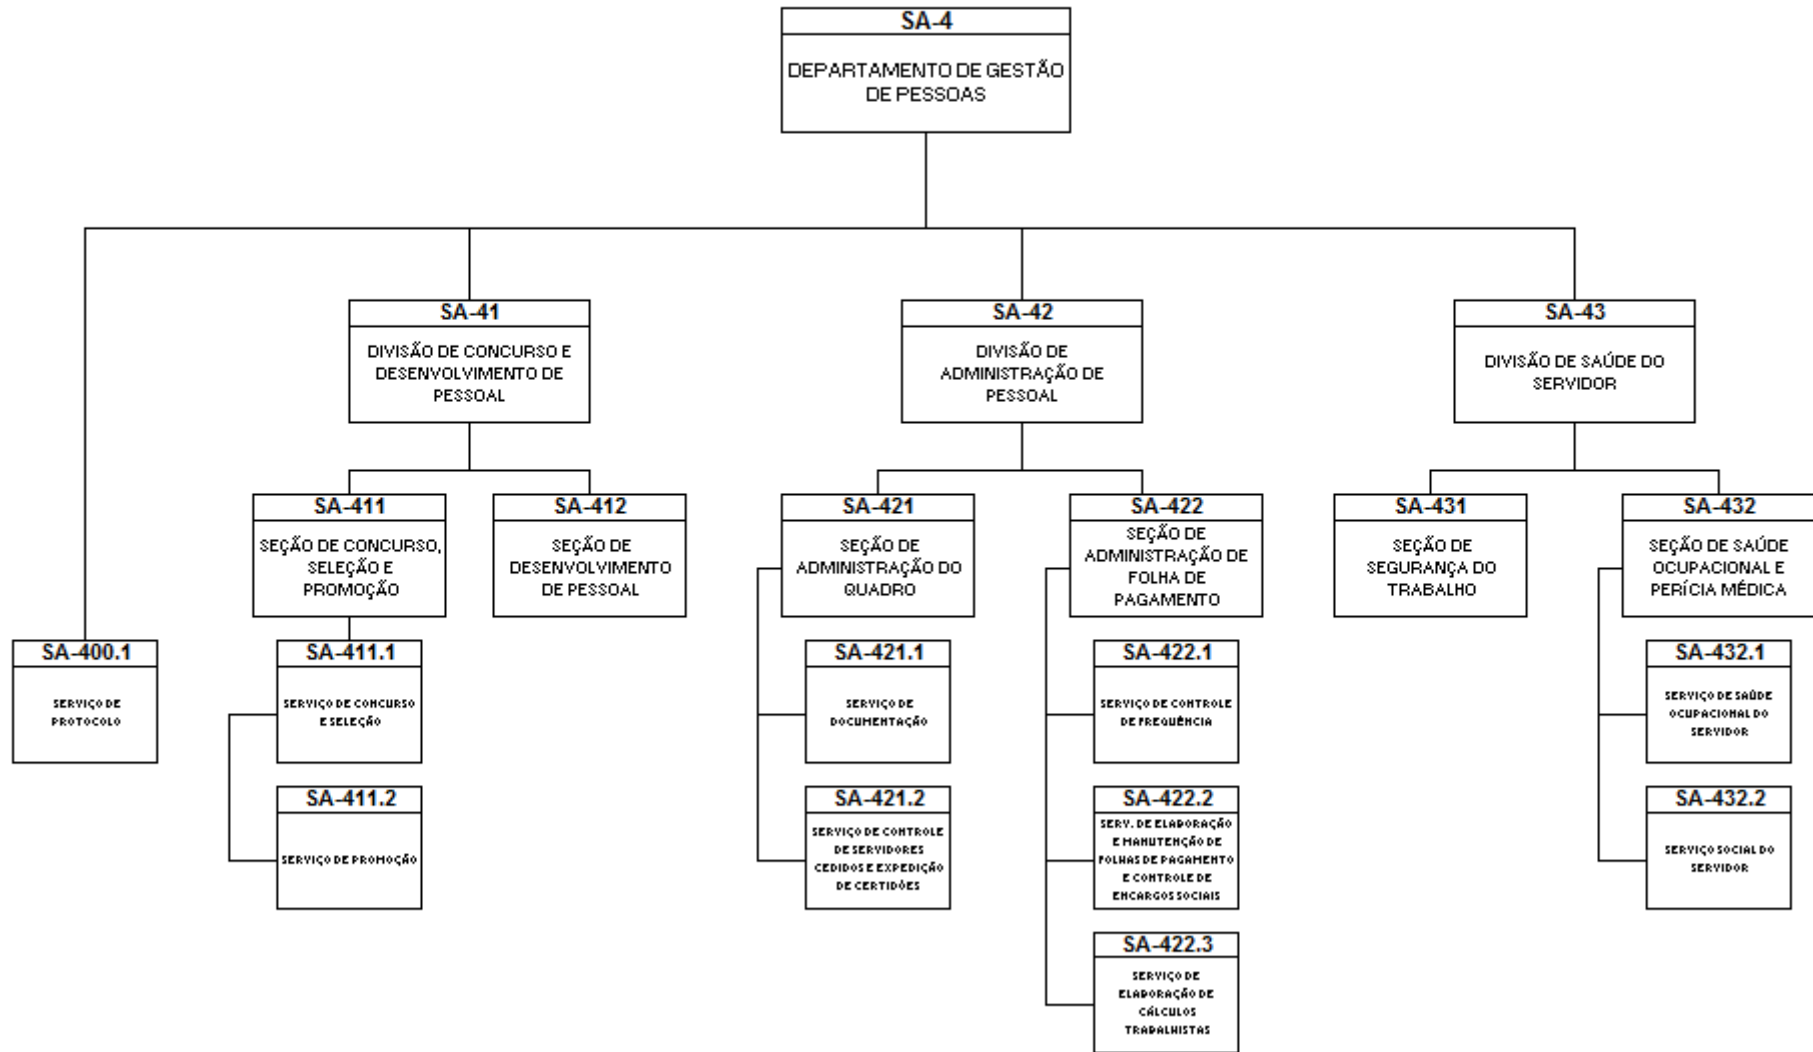 SA-4
DEPARTAMENTO DE GESTÃO
DE PESSOAS
SA-41
DIVISÃO DE CONCURSO E
DESENVOLVIMENTO DE
PESSOAL
SA-42
DIVISÃO DE
ADMINISTRAÇÃO DE
PESSOAL
SA-43
DIVISÃO DE SAÚDE DO
SERVIDOR
SA-411
SEÇÃO DE CONCURSO,
SELEÇÃO E
PROMOÇÃO
SA-412
SEÇÃO DE
DESENVOLVIMENTO
DE PESSOAL
SA-421
SEÇÃO DE
ADMINISTRAÇÃO DO
QUADRO
SA-422
SEÇÃO DE
ADMINISTRAÇÃO DE
FOLHA DE
PAGAMENTO
SA-431
SEÇÃO DE
SEGURANÇA DO
TRABALHO
SA-432
SEÇÃO DE SAÚDE
OCUPACIONAL E
PERÍCIA MÉDICA
SA-400.1
SERVIÇO DE
PROTOCOLO
SA-411.1
SERVIÇO DE CONCURSO
E SELEÇÃO
SA-421.1
SERVIÇO DE
DOCUMENTAÇÃO
SA-422.1
SERVIÇO DE CONTROLE
DE FREQUÊNCIA
SA-432.1
SERVIÇO DE SAÚDE
OCUPACIONAL DO
SERVIDOR
SA-411.2
SERVIÇO DE PROMOÇÃO
SA-421.2
SERVIÇO DE CONTROLE
DE SERVIDORES
CEDIDOS E EXPEDIÇÃO
DE CERTIDÕES
SA-422.2
SERV. DE ELABORAÇÃO
E MANUTENÇÃO DE
FOLHAS DE PAGAMENTO
E CONTROLE DE
ENCARGOS SOCIAIS
SA-432.2
SERVIÇO SOCIAL DO
SERVIDOR
SA-422.3
SERVIÇO DE
ELABORAÇÃO DE
CÁLCULOS
TRABALHISTAS